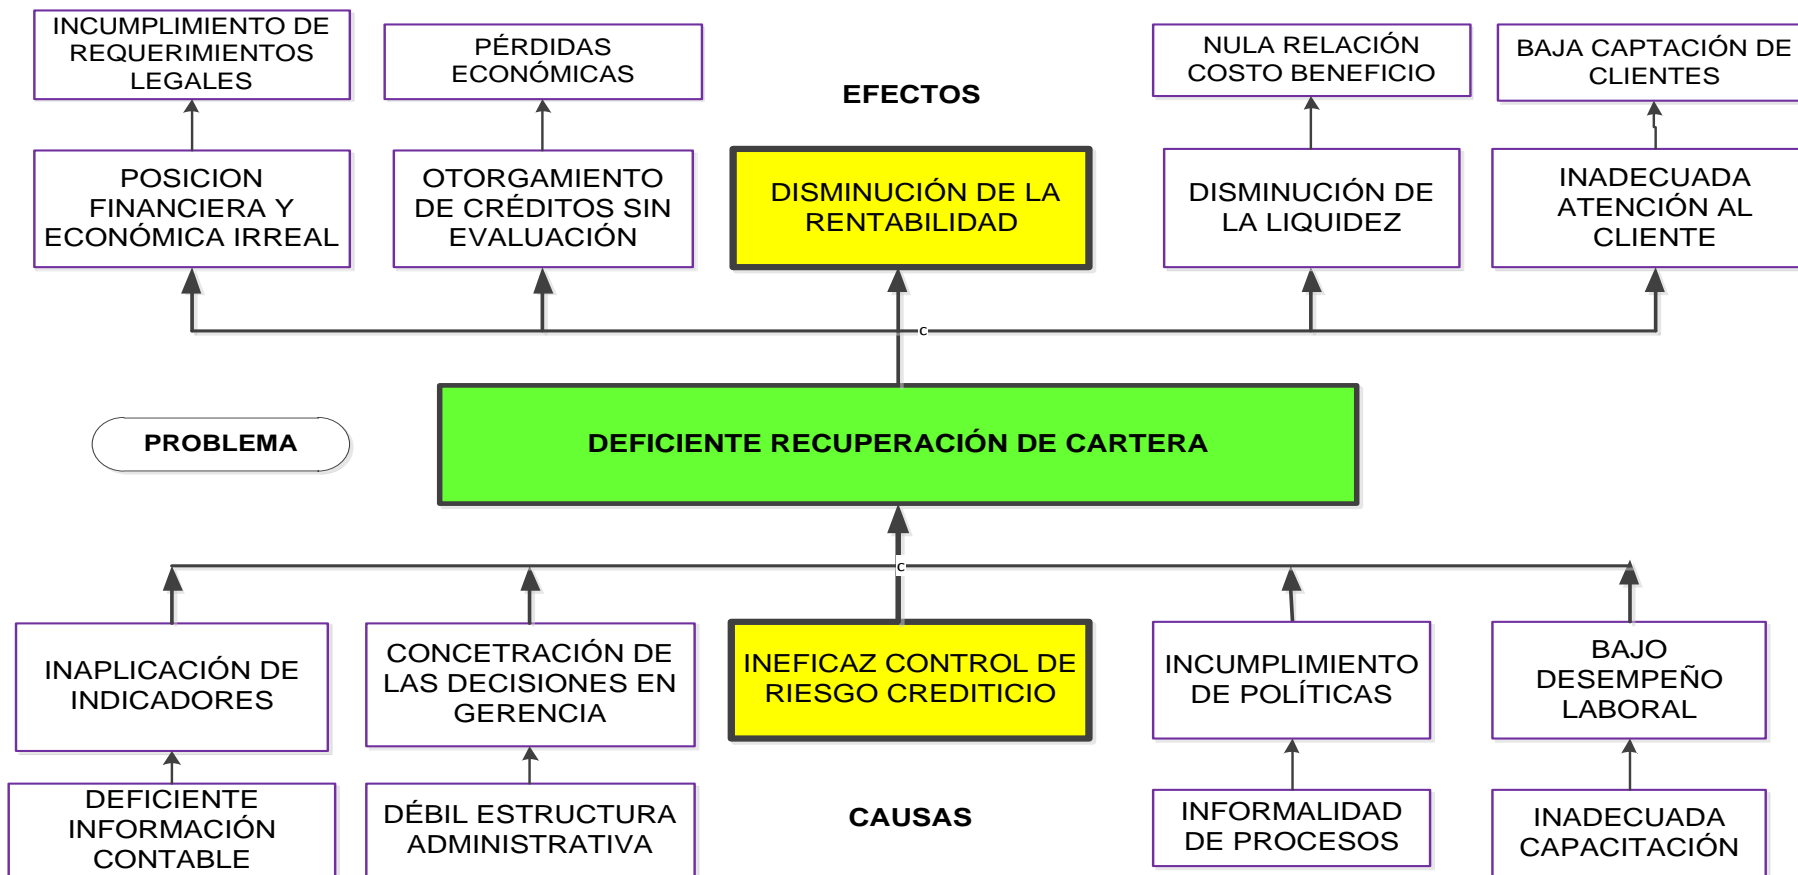 INCUMPLIMIENTO DE
REQUERIMIENTOS
LEGALES
PÉRDIDAS
ECONÓMICAS
EFECTOS
NULA RELACIÓN
COSTO BENEFICIO
BAJA CAPTACIÓN DE
CLIENTES
POSICION
FINANCIERA Y
ECONÓMICA IRREAL
OTORGAMIENTO
DE CRÉDITOS SIN
EVALUACIÓN
DISMINUCIÓN DE LA
RENTABILIDAD
DISMINUCIÓN DE
LA LIQUIDEZ
INADECUADA
ATENCIÓN AL
CLIENTE
C
PROBLEMA
DEFICIENTE RECUPERACIÓN DE CARTERA
C
INAPLICACIÓN DE
INDICADORES
CONCETRACIÓN DE
LAS DECISIONES EN
GERENCIA
INEFICAZ CONTROL DE
RIESGO CREDITICIO
INCUMPLIMIENTO
DE POLÍTICAS
BAJO
DESEMPEÑO
LABORAL
DEFICIENTE
INFORMACIÓN
CONTABLE
DÉBIL ESTRUCTURA
ADMINISTRATIVA
CAUSAS
INFORMALIDAD
DE PROCESOS
INADECUADA
CAPACITACIÓN